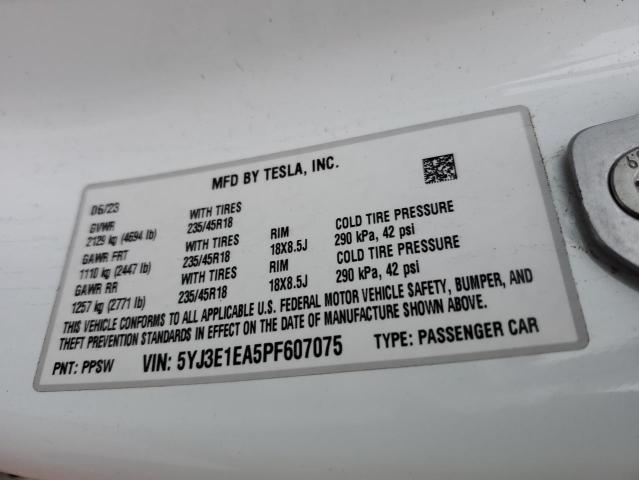 MFD BY TESLA, INC.
06/23
GVWR WITH TIRES RIM COLD TIRE PRESSURE
2129 kg (4694 lb) 235/45R18 18X8.5J 290 kPa, 42 psi
GAWR FRT WITH TIRES RIM COLD TIRE PRESSURE
1110 kg (2447 lb) 235/45R18 18X8.5J 290 kPa, 42 psi
GAWR RR WITH TIRES
1257 kg (2771 lb) 235/45R18
THIS VEHICLE CONFORMS TO ALL APPLICABLE U.S. FEDERAL MOTOR VEHICLE SAFETY, BUMPER, AND
THEFT PREVENTION STANDARDS IN EFFECT ON THE DATE OF MANUFACTURE SHOWN ABOVE.
PNT: PPSW VIN: 5YJ3E1EA5PF607075 TYPE: PASSENGER CAR